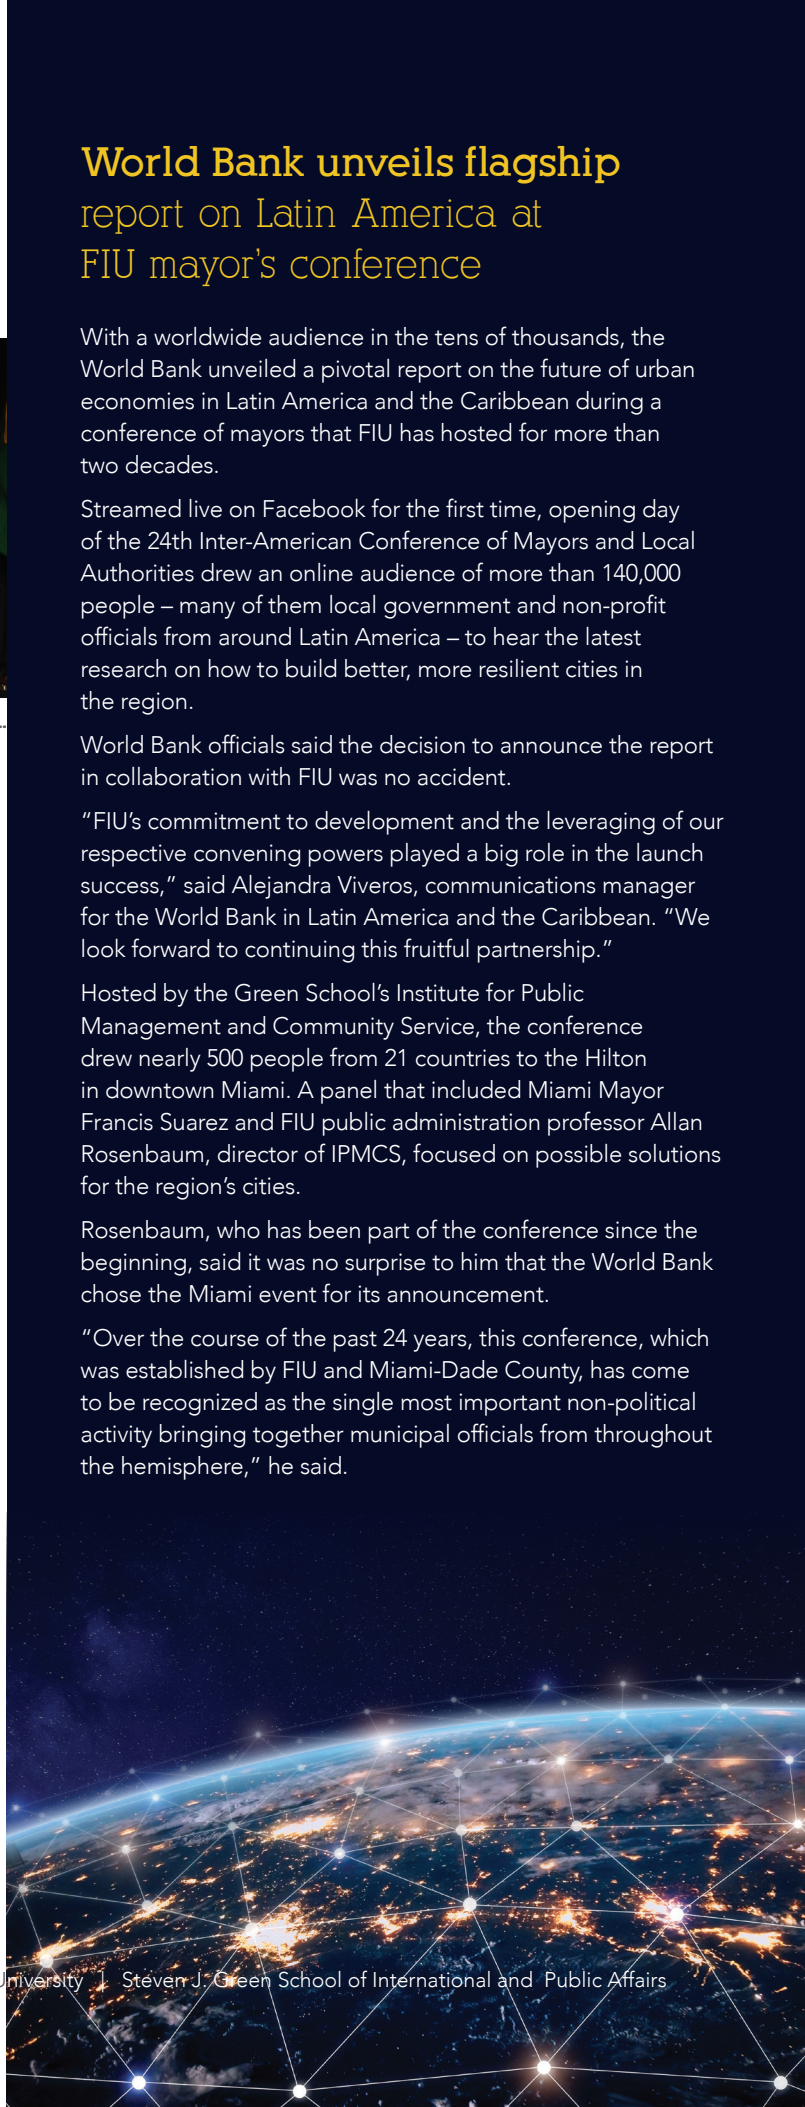 World Bank unveils flagship
report on Latin America at
FIU mayor's conference
With a worldwide audience in the tens of thousands, the
World Bank unveiled a pivotal report on the future of urban
economies in Latin America and the Caribbean during a
conference of mayors that FIU has hosted for more than
two decades.
Streamed live on Facebook for the first time, opening day
of the 24th Inter-American Conference of Mayors and Local
Authorities drew an online audience of more than 140,000
people – many of them local government and non-profit
officials from around Latin America – to hear the latest
research on how to build better, more resilient cities in
the region.
World Bank officials said the decision to announce the report
in collaboration with FIU was no accident.
“FIU’s commitment to development and the leveraging of our
respective convening powers played a big role in the launch
success,” said Alejandra Viveros, communications manager
for the World Bank in Latin America and the Caribbean. “We
look forward to continuing this fruitful partnership.”
Hosted by the Green School’s Institute for Public
Management and Community Service, the conference
drew nearly 500 people from 21 countries to the Hilton
in downtown Miami. A panel that included Miami Mayor
Francis Suarez and FIU public administration professor Allan
Rosenbaum, director of IPMCS, focused on possible solutions
for the region’s cities.
Rosenbaum, who has been part of the conference since the
beginning, said it was no surprise to him that the World Bank
chose the Miami event for its announcement.
“Over the course of the past 24 years, this conference, which
was established by FIU and Miami-Dade County, has come
to be recognized as the single most important non-political
activity bringing together municipal officials from throughout
the hemisphere,” he said.
University | Steven J. Green School of International and Public Affairs